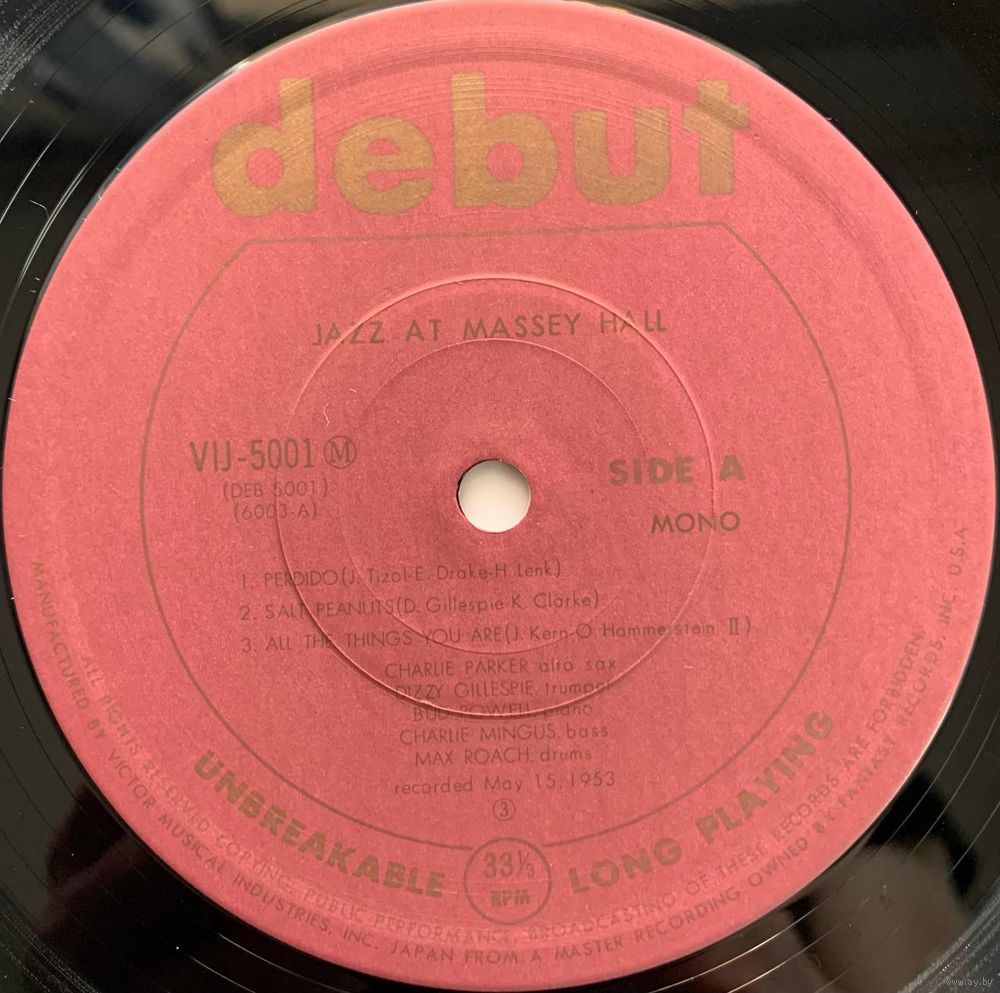 debut
JAZZ AT MASSEY HALL
VIJ-5001 Ⓜ
(DEB 5001)
(6003-A)
SIDE A
MONO
1. PERDIDO(J. Tizol-E. Drake-H. Lenk)
2. SALT PEANUTS(D. Gillespie-K. Clarke)
3. ALL THE THINGS YOU ARE(J. Kern-O. Hammerstein II)
CHARLIE PARKER, alto sax
DIZZY GILLESPIE, trumpet
BUD POWELL, piano
CHARLIE MINGUS, bass
MAX ROACH, drums
recorded May 15, 1953
③
UNBREAKABLE
33⅓
RPM
LONG PLAYING
ALL RIGHTS RESERVED. COPYING, PUBLIC PERFORMANCE, BROADCASTING OF THESE RECORDS ARE FORBIDDEN.
MANUFACTURED BY VICTOR MUSICAL INDUSTRIES, INC. JAPAN FROM A MASTER RECORDING OWNED BY FANTASY RECORDS, INC. U.S.A
www.ay.by